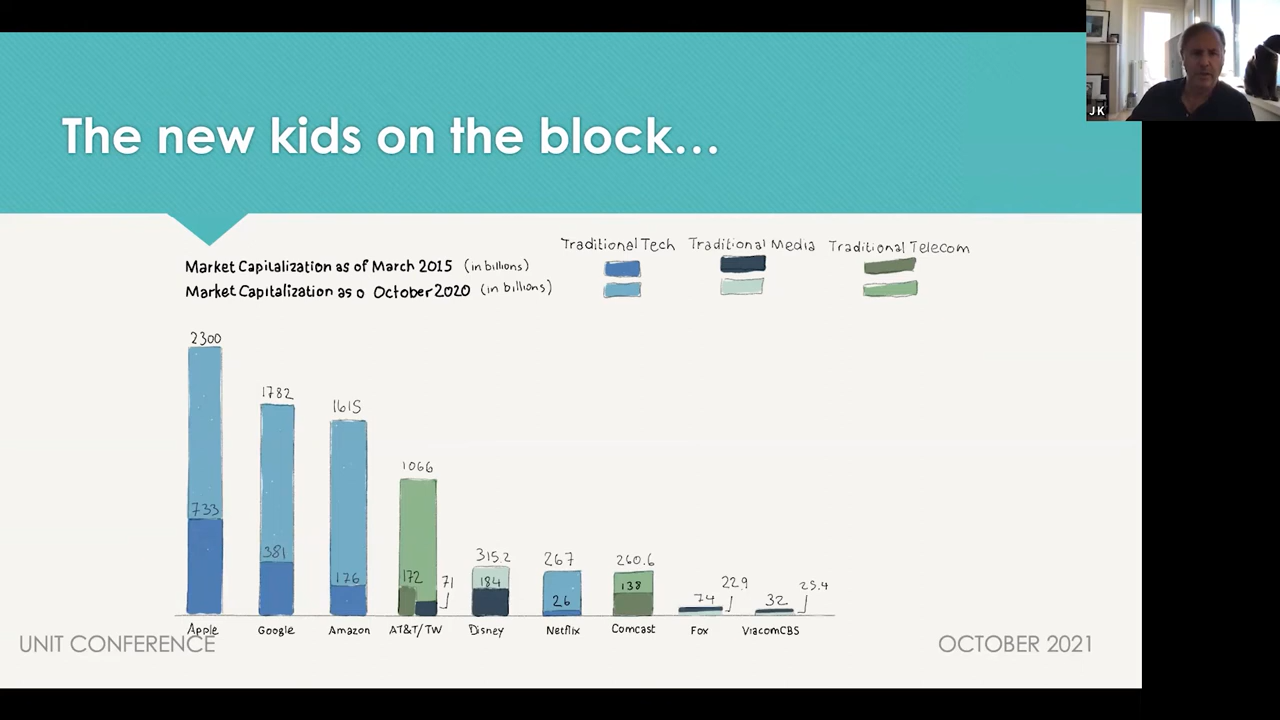 The new kids on the block...
Traditional Tech Traditional Media Traditional Telecom
Market Capitalization as of March 2015 (in billions)
Market Capitalization as o October 2020 (in billions)
2300
1782
1615
1066
733
381
176
172
71
315.2
184
267
26
260.6
138
74
22.9
32
25.4
Apple Google Amazon AT&T/TW Disney Netflix Comcast Fox ViacomCBS
UNIT CONFERENCE
OCTOBER 2021
JK